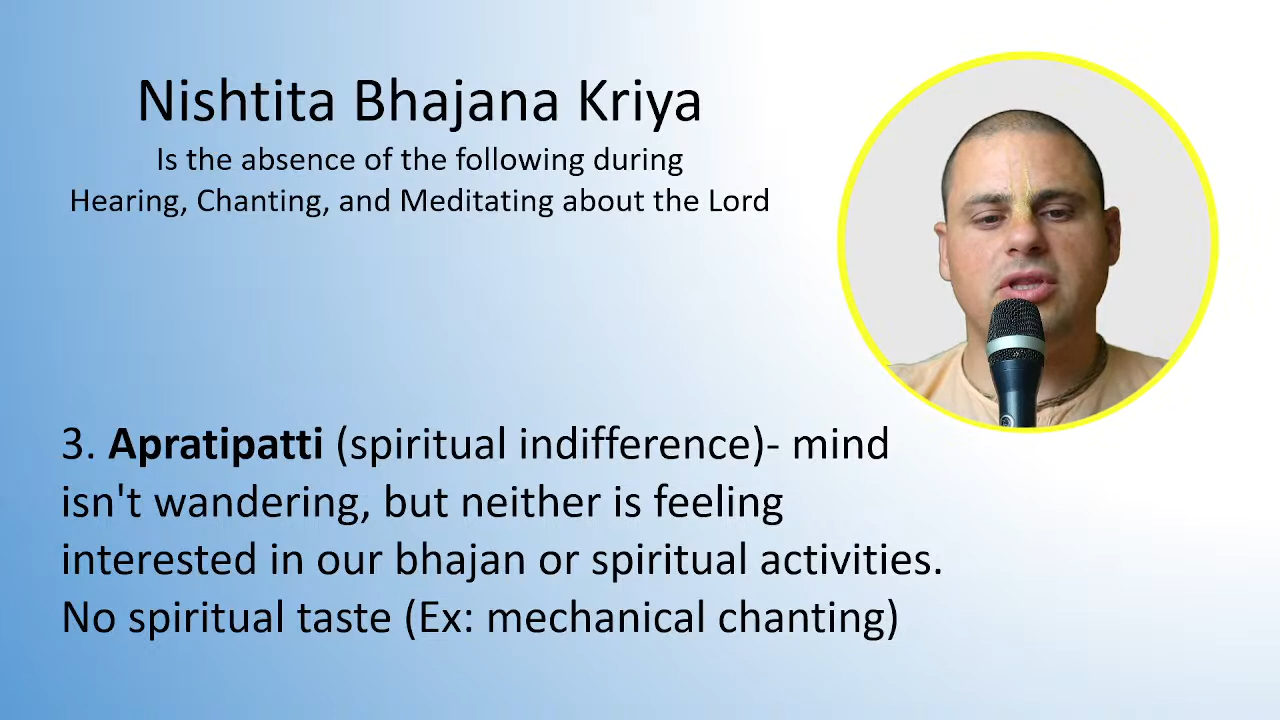 Nishtita Bhajana Kriya
Is the absence of the following during
Hearing, Chanting, and Meditating about the Lord
3. Apratipatti (spiritual indifference)- mind
isn't wandering, but neither is feeling
interested in our bhajan or spiritual activities.
No spiritual taste (Ex: mechanical chanting)